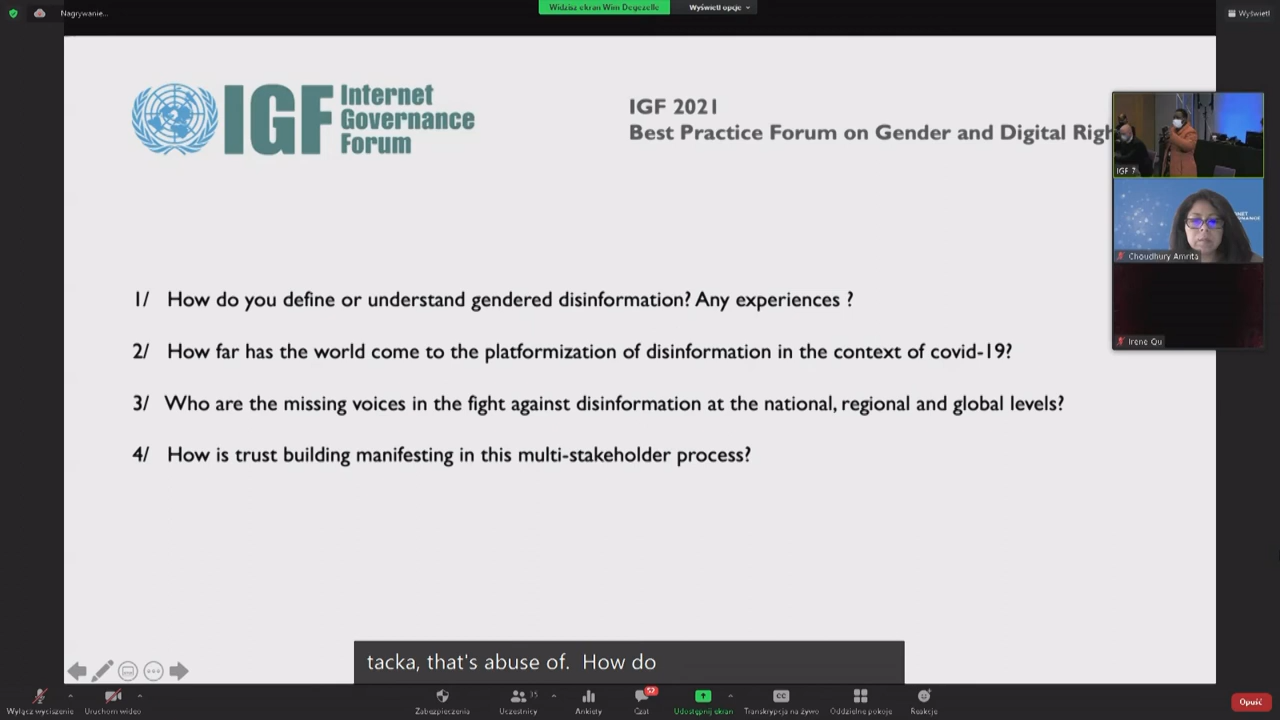 Nagrywanie...
Widzisz ekran Wim Degezelle
Wyświetl opcje
Wyświetl
IGF Internet
Governance
Forum
IGF 2021
Best Practice Forum on Gender and Digital Righ
IGF 7
Choudhury Amrita
Irene Qu
1/ How do you define or understand gendered disinformation? Any experiences ?
2/ How far has the world come to the platformization of disinformation in the context of covid-19?
3/ Who are the missing voices in the fight against disinformation at the national, regional and global levels?
4/ How is trust building manifesting in this multi-stakeholder process?
tacka, that's abuse of. How do
Wyłącz wyciszenie
Uruchom wideo
Zabezpieczenia
Uczestnicy
35
Ankiety
Czat
52
Udostępnij ekran
CC
Transkrypcja na żywo
Oddzielne pokoje
Reakcje
Opuść